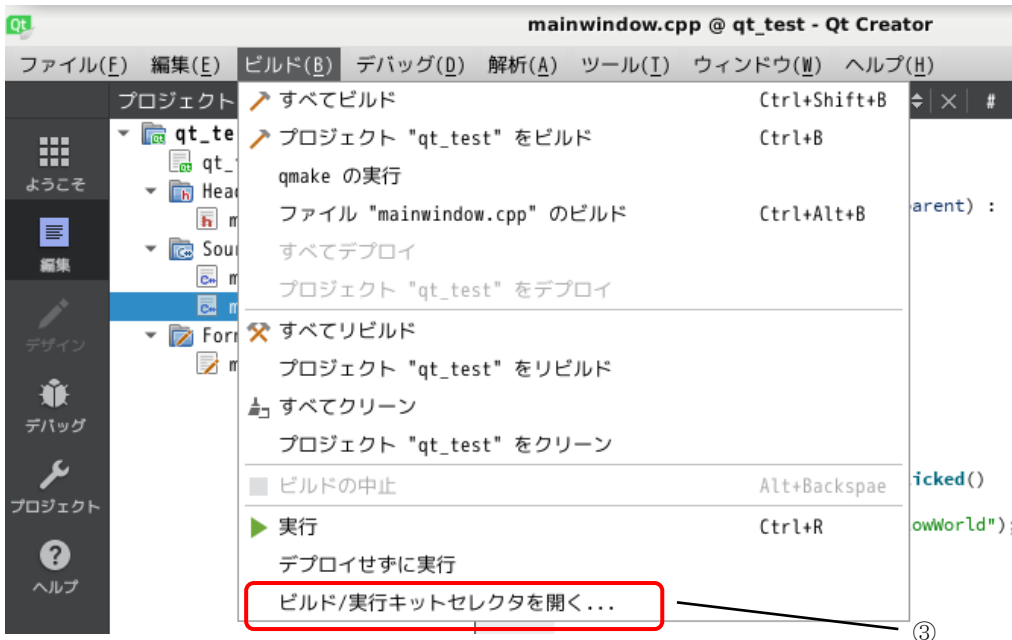 Qt mainwindow.cpp @ qt_test - Qt Creator
ファイル(F) 編集(E) ビルド(B) デバッグ(D) 解析(A) ツール(T) ウィンドウ(W) ヘルプ(H)
プロジェクト
#
ようこそ
編集
デザイン
デバッグ
プロジェクト
ヘルプ
qt_te
qt_
Head
m
Sour
m
m
Form
m
すべてビルド Ctrl+Shift+B
プロジェクト "qt_test" をビルド Ctrl+B
qmake の実行
ファイル "mainwindow.cpp" のビルド Ctrl+Alt+B
すべてデプロイ
プロジェクト "qt_test" をデプロイ
すべてリビルド
プロジェクト "qt_test" をリビルド
すべてクリーン
プロジェクト "qt_test" をクリーン
ビルドの中止 Alt+Backspae
実行 Ctrl+R
デプロイせずに実行
ビルド/実行キットセレクタを開く...
arent) :
icked()
owWorld");
③